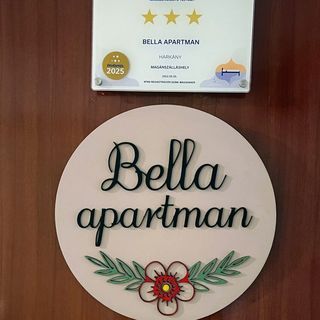 BELLA APARTMAN
HARKÁNY
MAGÁNSZÁLLÁSHELY
2025
Bella
apartman